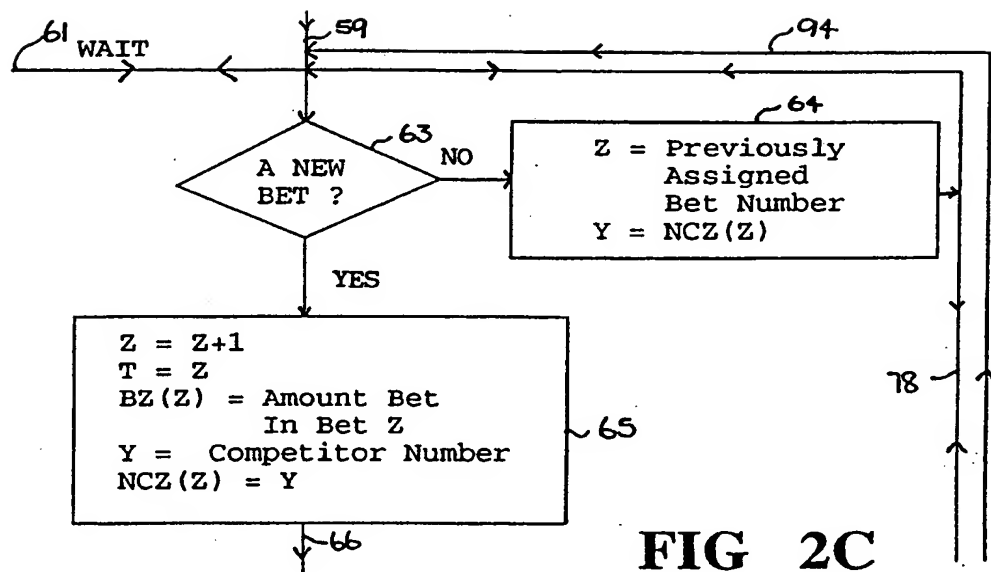 59
61
WAIT
94
63
64
A NEW
BET ?
NO
Z = Previously
Assigned
Bet Number
Y = NCZ(Z)
YES
Z = Z+1
T = Z
BZ(Z) = Amount Bet
In Bet Z
Y = Competitor Number
NCZ(Z) = Y
65
78
66
FIG 2C